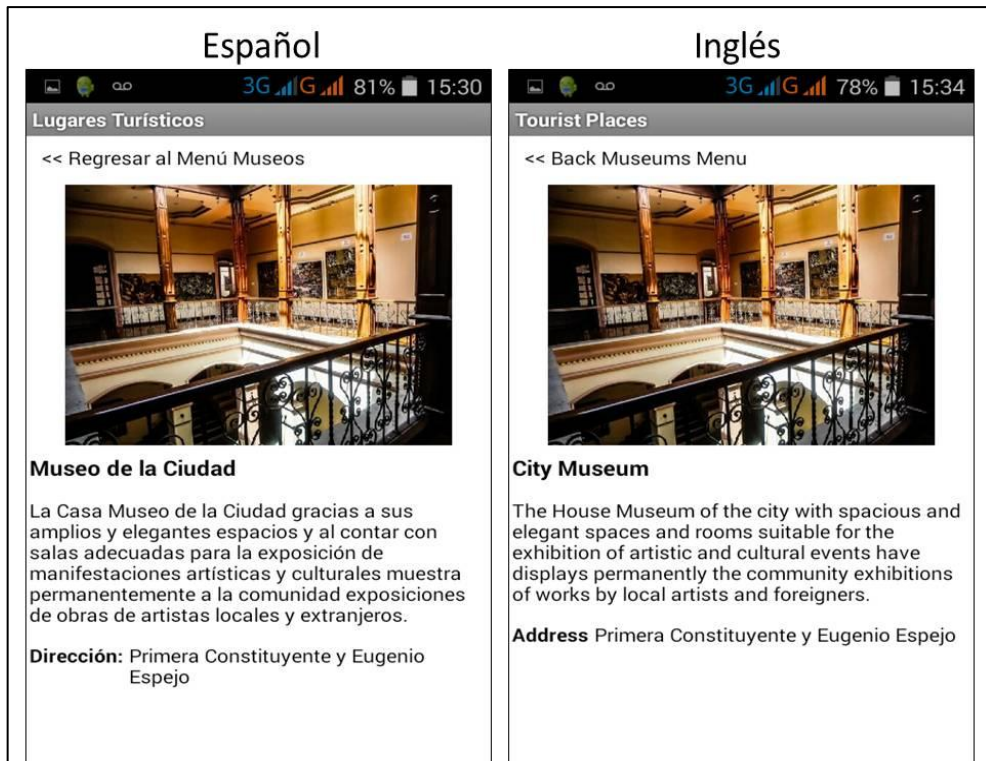 Español
3G G 81% 15:30
Lugares Turísticos
<< Regresar al Menú Museos
Museo de la Ciudad
La Casa Museo de la Ciudad gracias a sus
amplios y elegantes espacios y al contar con
salas adecuadas para la exposición de
manifestaciones artísticas y culturales muestra
permanentemente a la comunidad exposiciones
de obras de artistas locales y extranjeros.
Dirección: Primera Constituyente y Eugenio
Espejo
Inglés
3G G 78% 15:34
Tourist Places
<< Back Museums Menu
City Museum
The House Museum of the city with spacious and
elegant spaces and rooms suitable for the
exhibition of artistic and cultural events have
displays permanently the community exhibitions
of works by local artists and foreigners.
Address Primera Constituyente y Eugenio Espejo